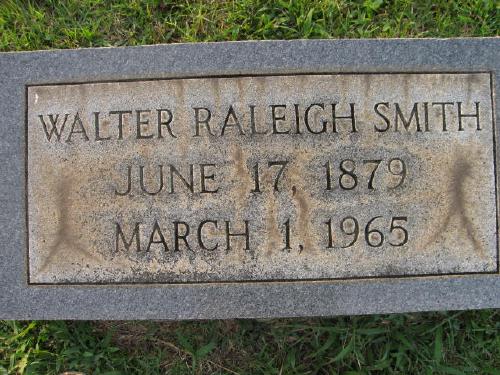 WALTER RALEIGH SMITH
JUNE 17, 1879
MARCH 1, 1965